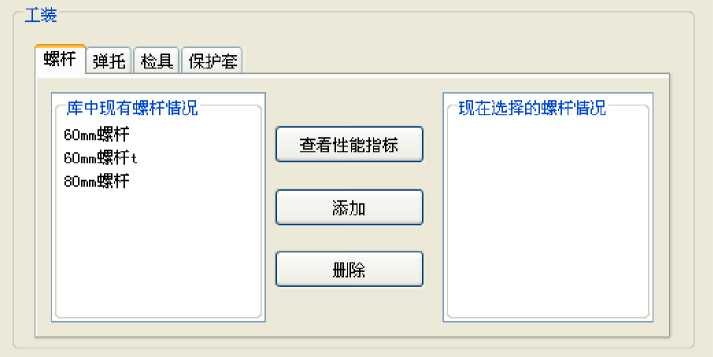 工装
螺杆 弹托 检具 保护套
库中现有螺杆情况
60mm螺杆
60mm螺杆t
80mm螺杆
查看性能指标
添加
删除
现在选择的螺杆情况